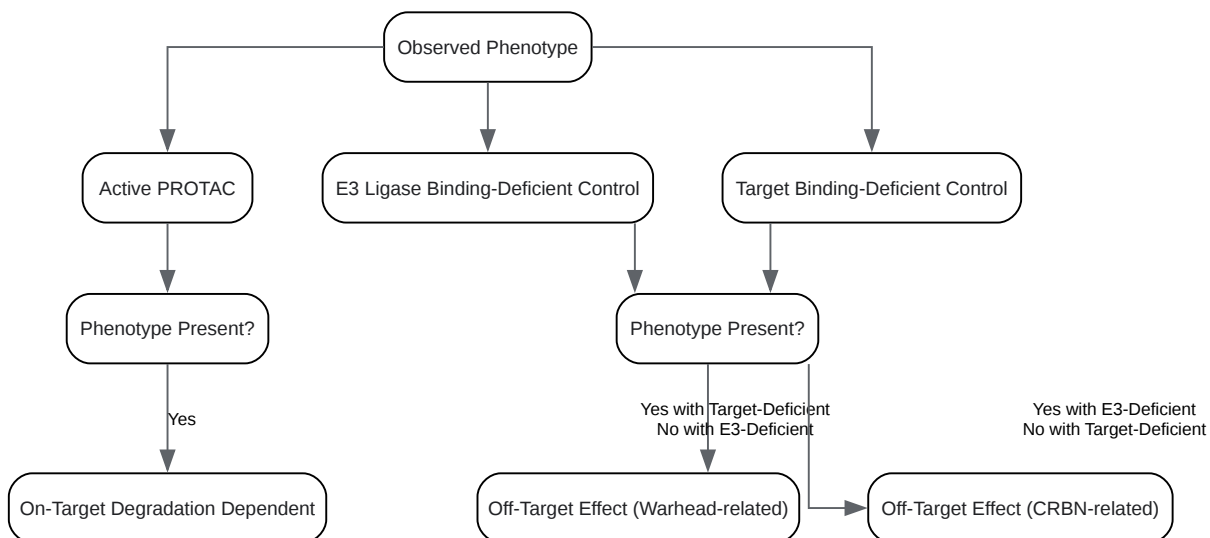 Observed Phenotype
Active PROTAC
E3 Ligase Binding-Deficient Control
Target Binding-Deficient Control
Phenotype Present?
Phenotype Present?
Yes
Yes with Target-Deficient
No with E3-Deficient
Yes with E3-Deficient
No with Target-Deficient
On-Target Degradation Dependent
Off-Target Effect (Warhead-related)
Off-Target Effect (CRBN-related)